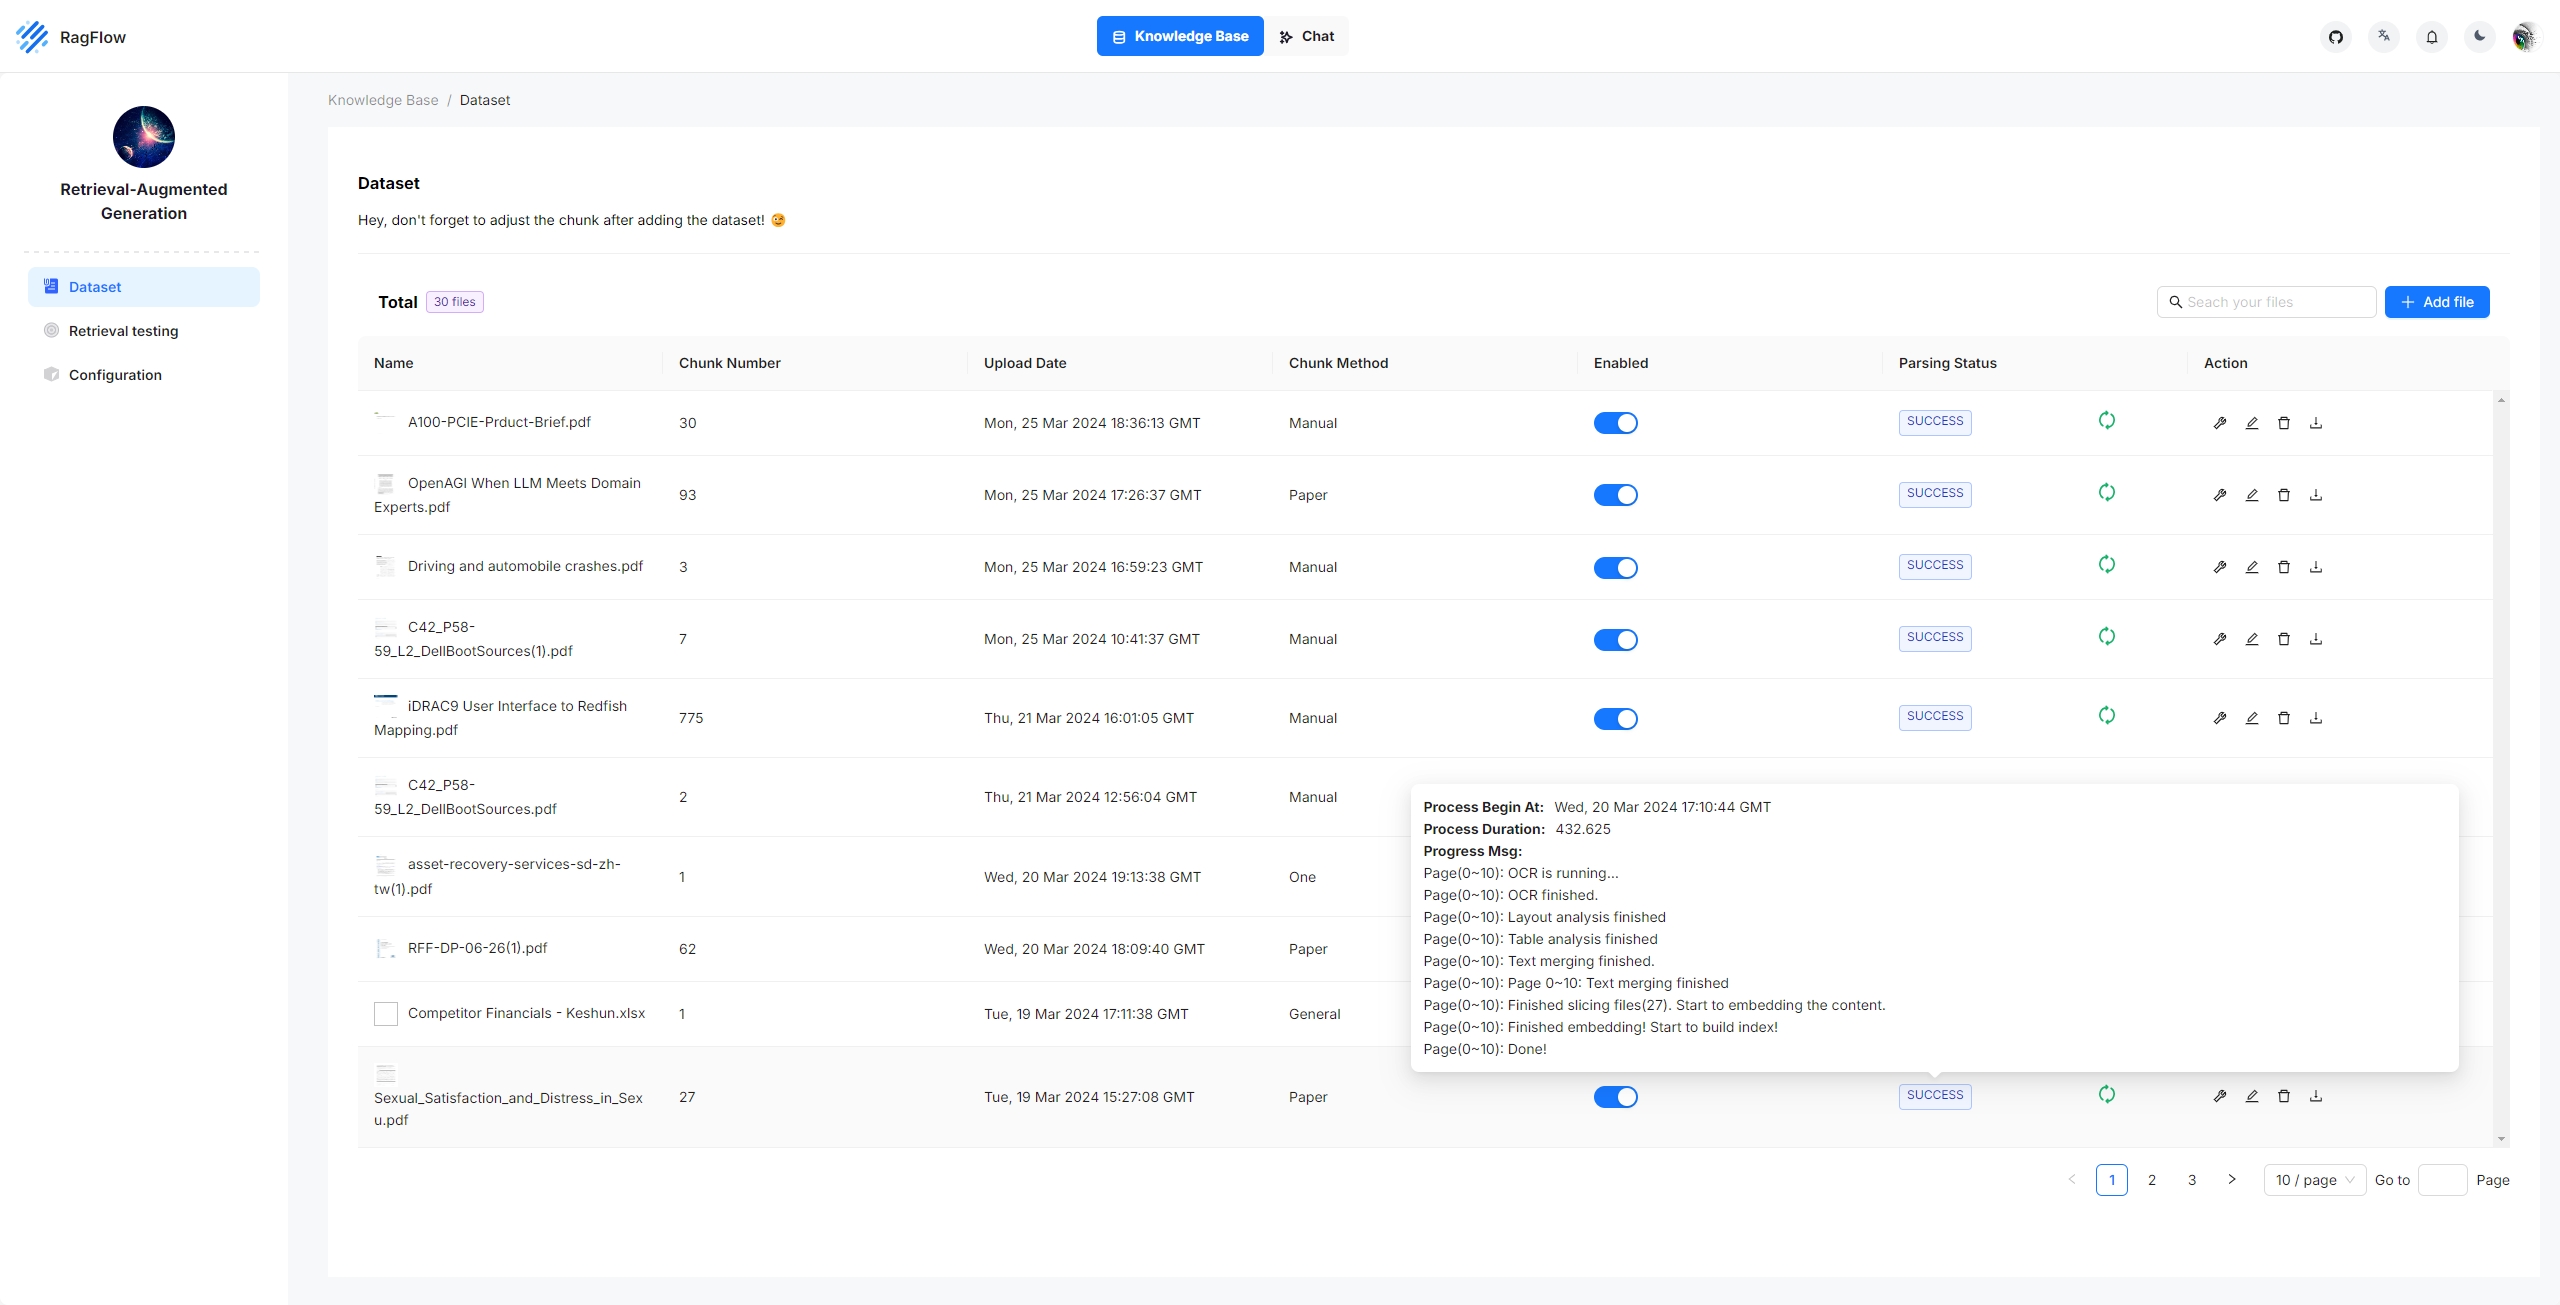 RagFlow
Knowledge Base
Chat
Retrieval-Augmented
Generation
Dataset
Retrieval testing
Configuration
Knowledge Base / Dataset
Dataset
Hey, don't forget to adjust the chunk after adding the dataset! 😉
Total 30 files
Seach your files
Add file
Name Chunk Number Upload Date Chunk Method Enabled Parsing Status Action
A100-PCIE-Prduct-Brief.pdf 30 Mon, 25 Mar 2024 18:36:13 GMT Manual SUCCESS
OpenAGI When LLM Meets Domain
Experts.pdf 93 Mon, 25 Mar 2024 17:26:37 GMT Paper SUCCESS
Driving and automobile crashes.pdf 3 Mon, 25 Mar 2024 16:59:23 GMT Manual SUCCESS
C42_P58-
59_L2_DellBootSources(1).pdf 7 Mon, 25 Mar 2024 10:41:37 GMT Manual SUCCESS
iDRAC9 User Interface to Redfish
Mapping.pdf 775 Thu, 21 Mar 2024 16:01:05 GMT Manual SUCCESS
C42_P58-
59_L2_DellBootSources.pdf 2 Thu, 21 Mar 2024 12:56:04 GMT Manual
asset-recovery-services-sd-zh-
tw(1).pdf 1 Wed, 20 Mar 2024 19:13:38 GMT One
RFF-DP-06-26(1).pdf 62 Wed, 20 Mar 2024 18:09:40 GMT Paper
Competitor Financials - Keshun.xlsx 1 Tue, 19 Mar 2024 17:11:38 GMT General
Sexual_Satisfaction_and_Distress_in_Sex
u.pdf 27 Tue, 19 Mar 2024 15:27:08 GMT Paper SUCCESS
Process Begin At: Wed, 20 Mar 2024 17:10:44 GMT
Process Duration: 432.625
Progress Msg:
Page(0~10): OCR is running...
Page(0~10): OCR finished.
Page(0~10): Layout analysis finished
Page(0~10): Table analysis finished
Page(0~10): Text merging finished.
Page(0~10): Page 0~10: Text merging finished
Page(0~10): Finished slicing files(27). Start to embedding the content.
Page(0~10): Finished embedding! Start to build index!
Page(0~10): Done!
< 1 2 3 > 10 / page Go to Page